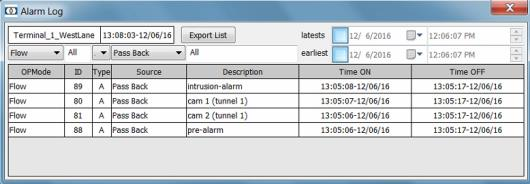 Alarm Log
Terminal_1_WestLane 13:08:03-12/06/16 Export List latests 12/ 6/2016 12:06:07 PM
Flow All . Pass Back All earliest 12/ 6/2016 12:06:07 PM
OPMode ID Type Source Description Time ON Time OFF
Flow 89 A Pass Back intrusion-alarm 13:05:08-12/06/16 13:05:17-12/06/16
Flow 80 A Pass Back cam 1 (tunnel 1) 13:05:07-12/06/16 13:05:17-12/06/16
Flow 81 A Pass Back cam 2 (tunnel 1) 13:05:06-12/06/16 13:05:17-12/06/16
Flow 88 A Pass Back pre-alarm 13:05:06-12/06/16 13:05:17-12/06/16